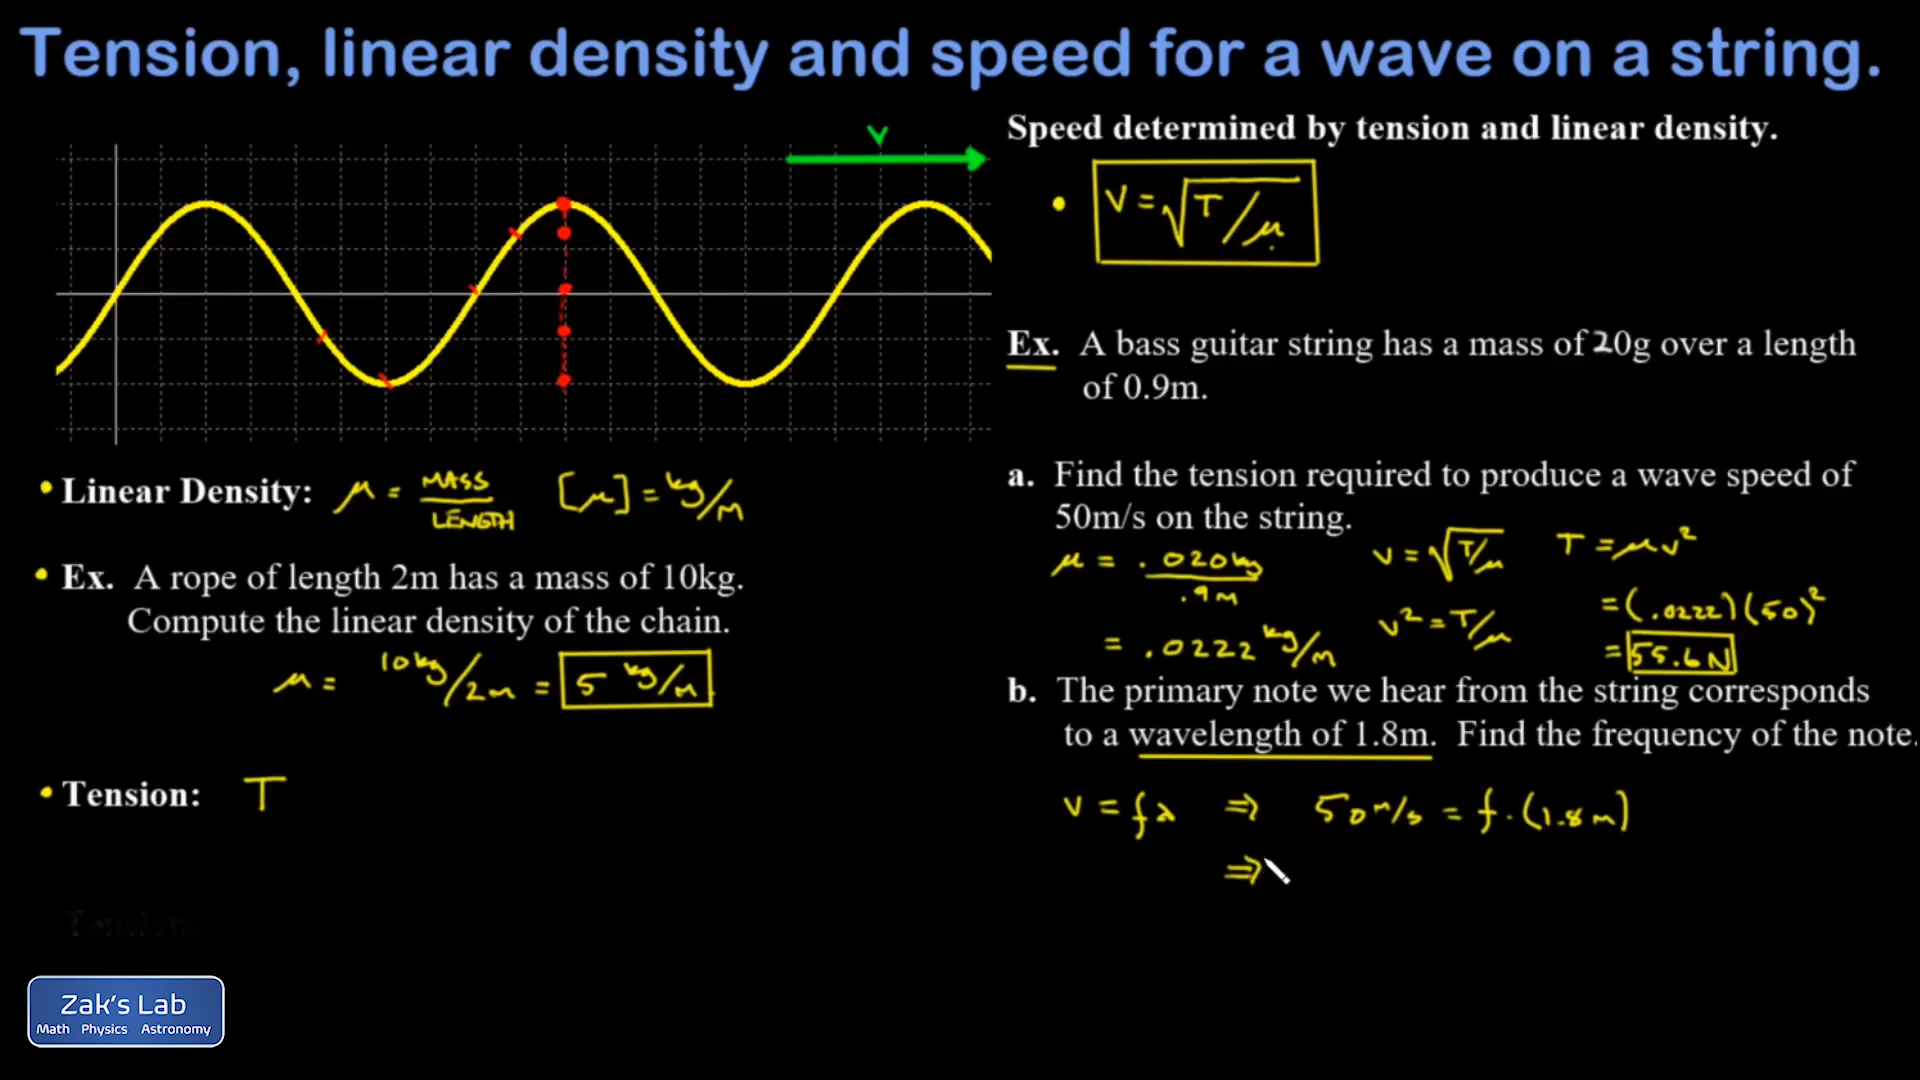 Tension, linear density and speed for a wave on a string.
V
• Linear Density: μ = MASS / LENGTH [μ] = kg/m
• Ex. A rope of length 2m has a mass of 10kg.
Compute the linear density of the chain.
μ = 10kg/2m = 5 kg/m
• Tension: T
Tension:
Zak's Lab
Math Physics Astronomy
Speed determined by tension and linear density.
• V = √T/μ
Ex. A bass guitar string has a mass of 20g over a length
of 0.9m.
a. Find the tension required to produce a wave speed of
50m/s on the string.
μ = .020kg / .9m
= .0222 kg/m
v = √T/μ
v² = T/μ
T = μv²
= (.0222)(50)²
= 55.6N
b. The primary note we hear from the string corresponds
to a wavelength of 1.8m. Find the frequency of the note.
v = fλ ⇒ 50 m/s = f · (1.8m)
⇒